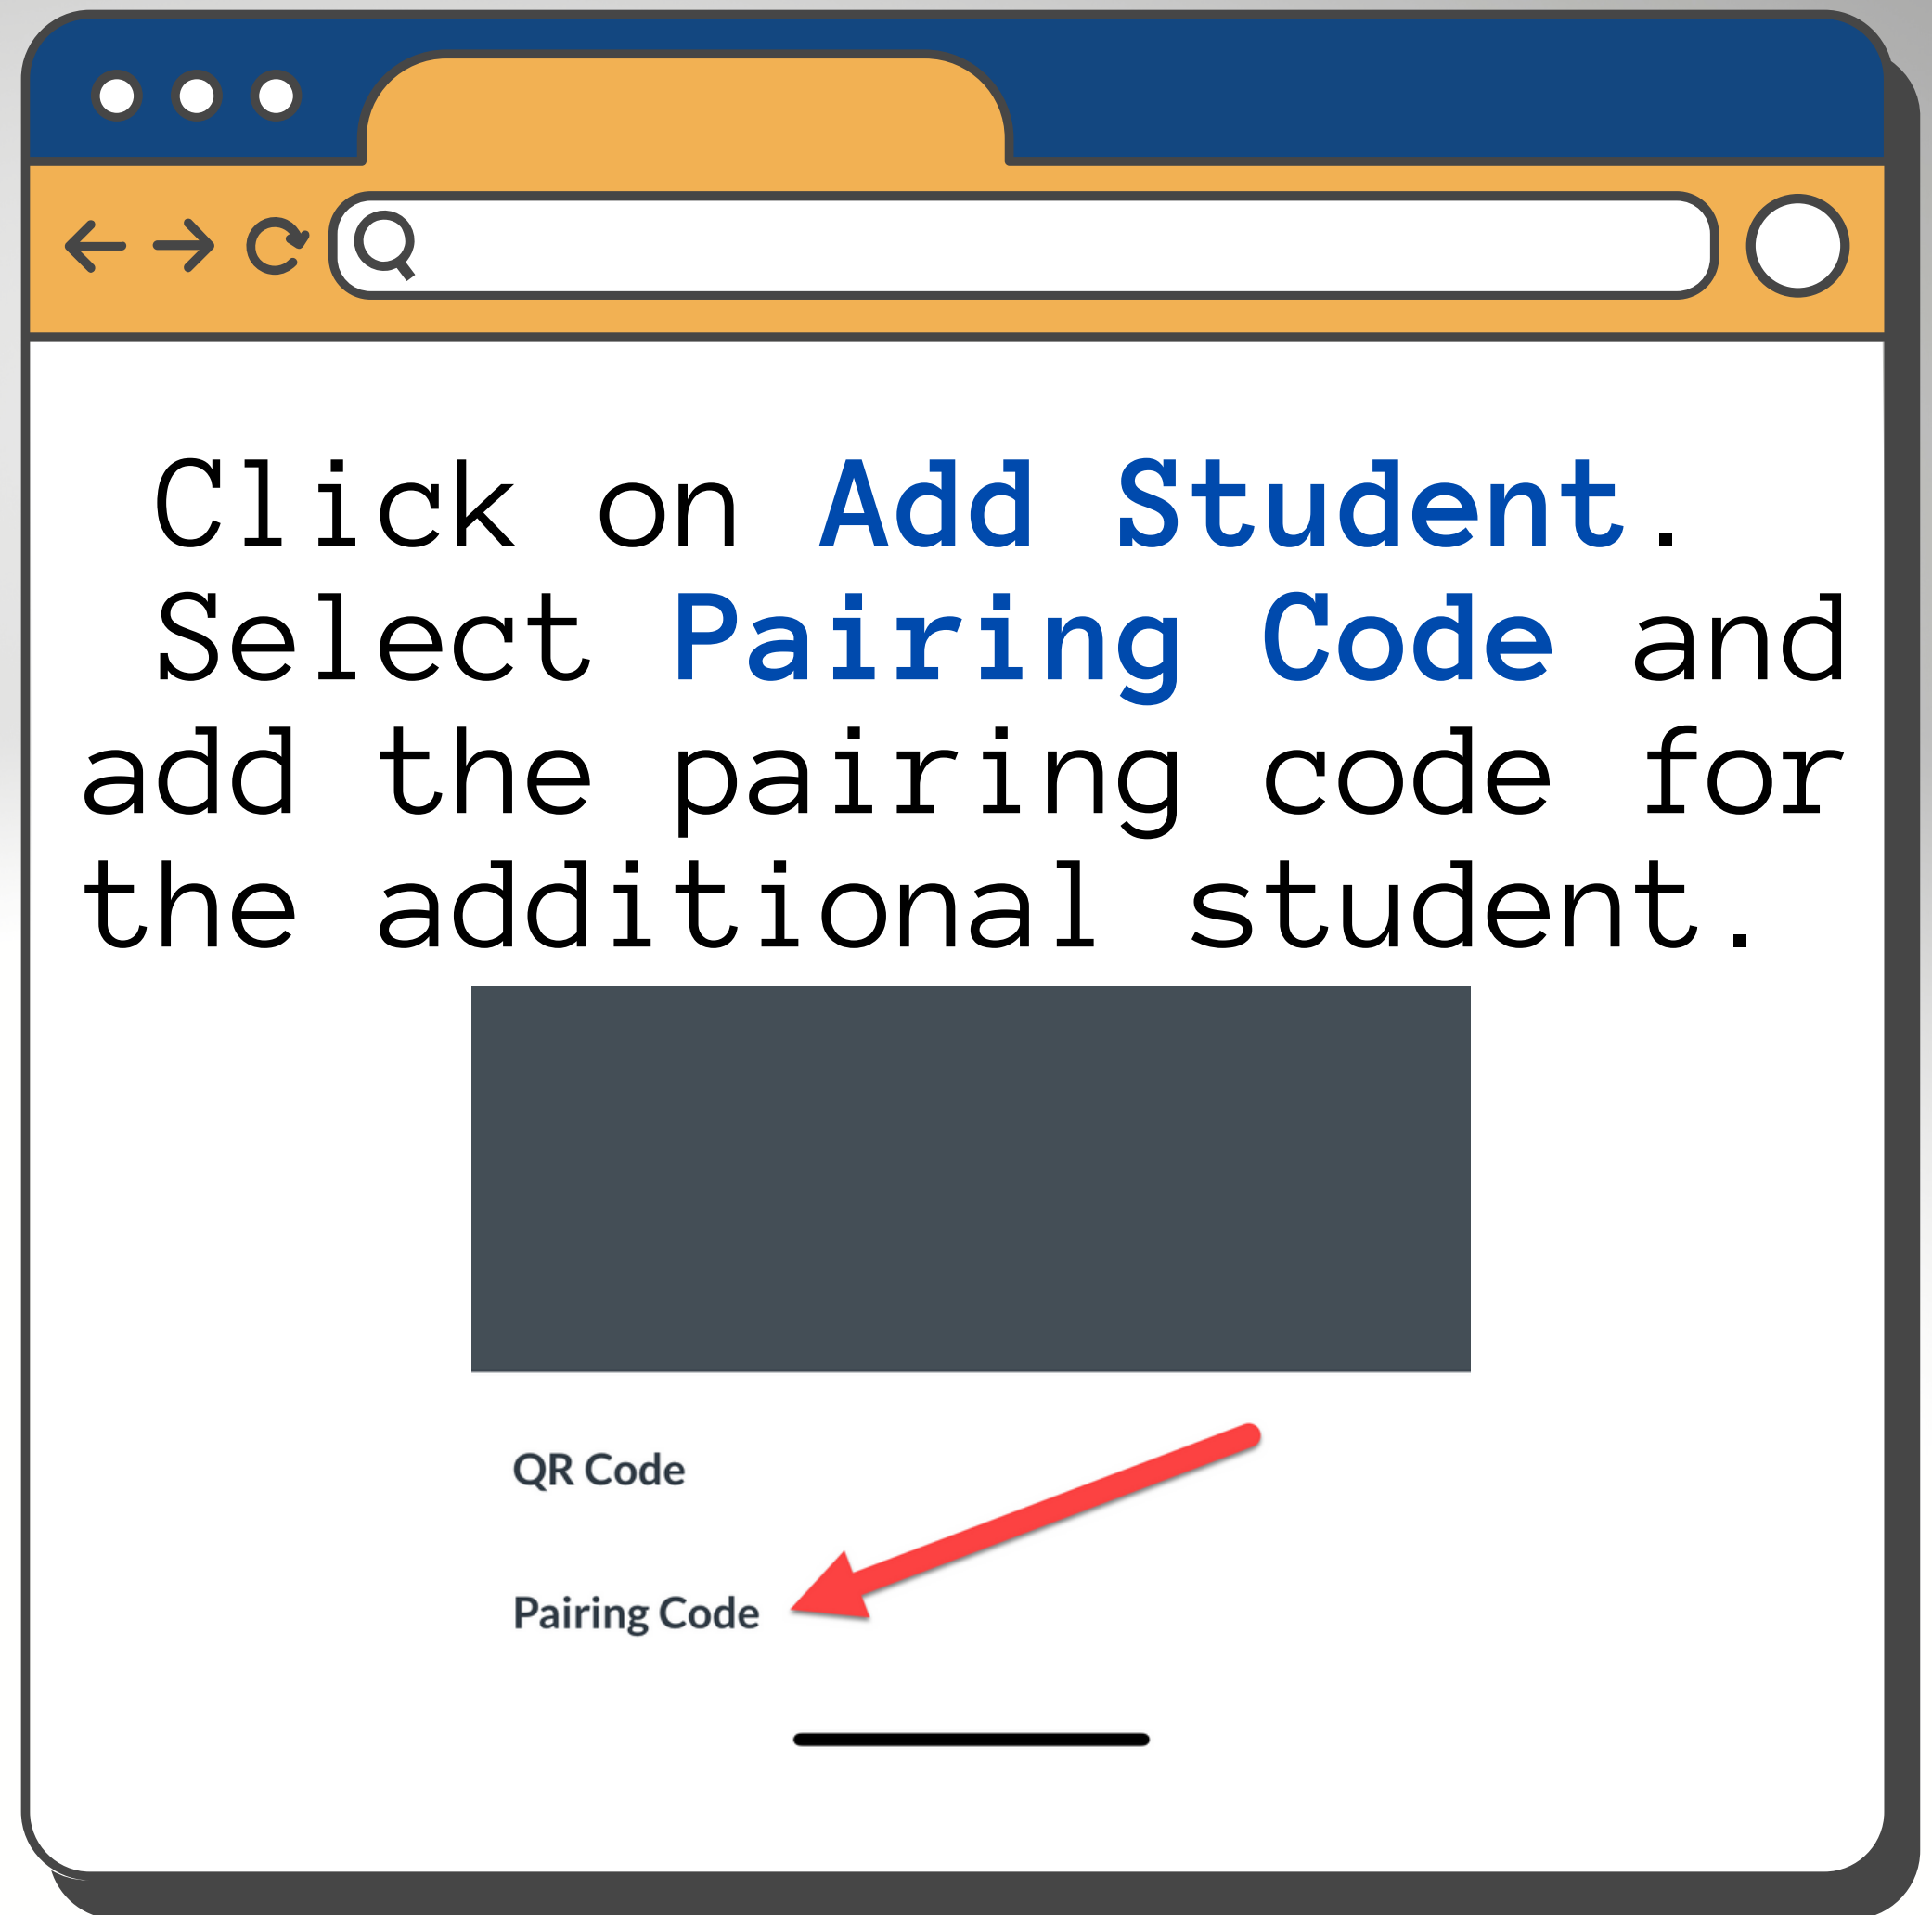 Click on Add Student.
Select Pairing Code and
add the pairing code for
the additional student.
QR Code
Pairing Code